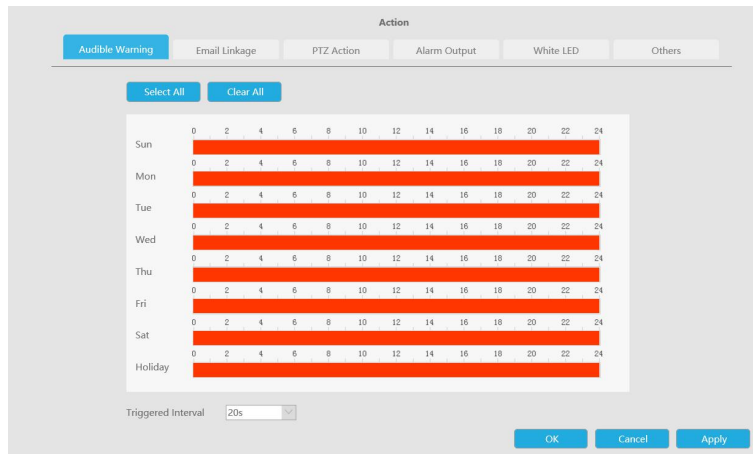 Action
Audible Warning Email Linkage PTZ Action Alarm Output White LED Others
Select All Clear All
0 2 4 6 8 10 12 14 16 18 20 22 24
Sun
0 2 4 6 8 10 12 14 16 18 20 22 24
Mon
0 2 4 6 8 10 12 14 16 18 20 22 24
Tue
0 2 4 6 8 10 12 14 16 18 20 22 24
Wed
0 2 4 6 8 10 12 14 16 18 20 22 24
Thu
0 2 4 6 8 10 12 14 16 18 20 22 24
Fri
0 2 4 6 8 10 12 14 16 18 20 22 24
Sat
0 2 4 6 8 10 12 14 16 18 20 22 24
Holiday
Triggered Interval 20s
OK Cancel Apply